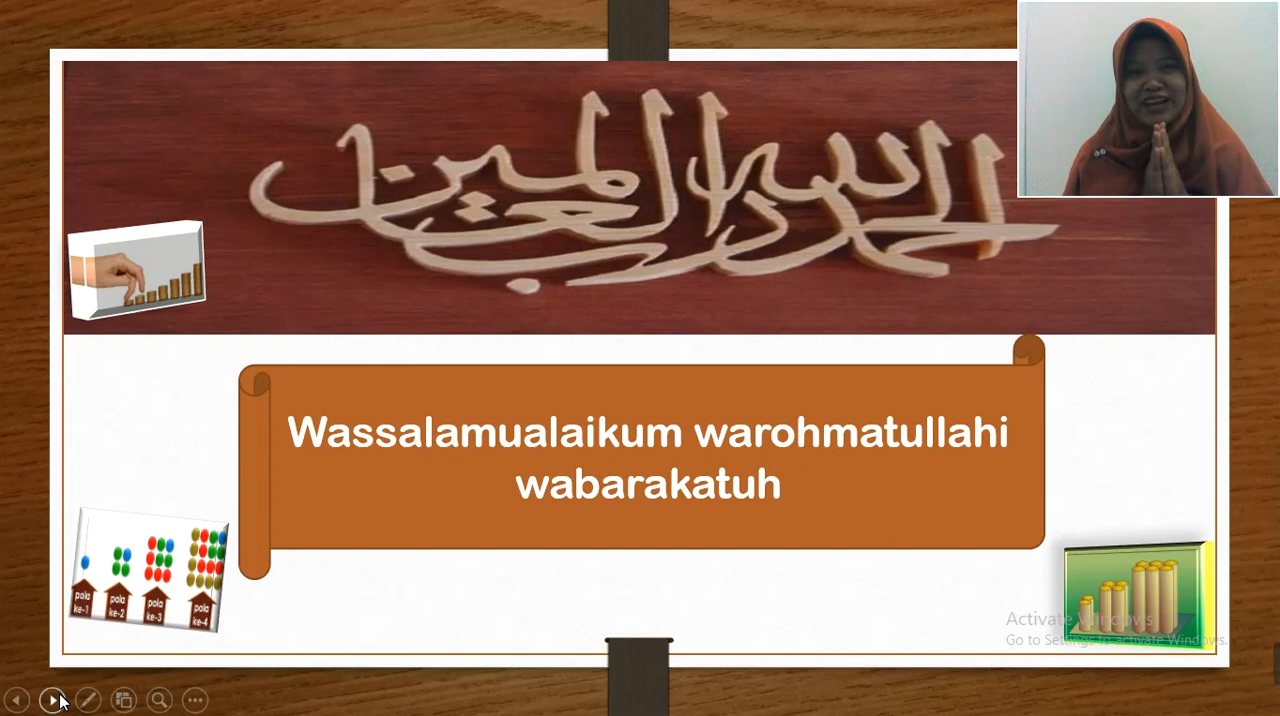 الحمد لله رب العالمين
Wassalamualaikum warohmatullahi
wabarakatuh
pola
ke-1
pola
ke-2
pola
ke-3
pola
ke-4
Activate Windows
Go to Settings to activate Windows.